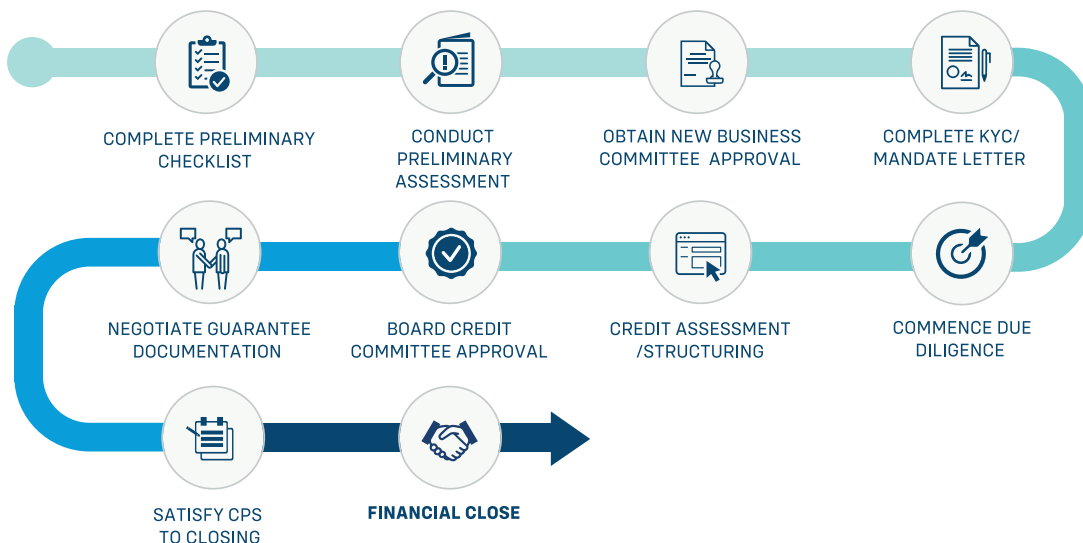 COMPLETE PRELIMINARY
CHECKLIST
CONDUCT
PRELIMINARY
ASSESSMENT
OBTAIN NEW BUSINESS
COMMITTEE APPROVAL
COMPLETE KYC/
MANDATE LETTER
COMMENCE DUE
DILIGENCE
CREDIT ASSESSMENT
/STRUCTURING
BOARD CREDIT
COMMITTEE APPROVAL
NEGOTIATE GUARANTEE
DOCUMENTATION
SATISFY CPS
TO CLOSING
FINANCIAL CLOSE